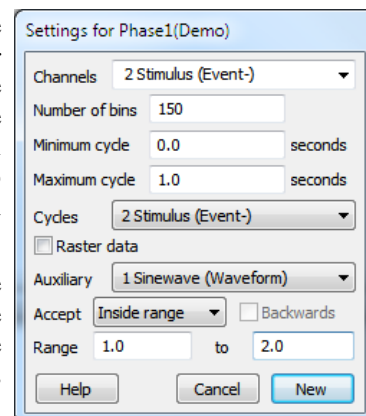 Settings for Phase1(Demo)
Channels 2 Stimulus (Event-)
Number of bins 150
Minimum cycle 0.0 seconds
Maximum cycle 1.0 seconds
Cycles 2 Stimulus (Event-)
Raster data
Auxiliary 1 Sinewave (Waveform)
Accept Inside range Backwards
Range 1.0 to 2.0
Help Cancel New